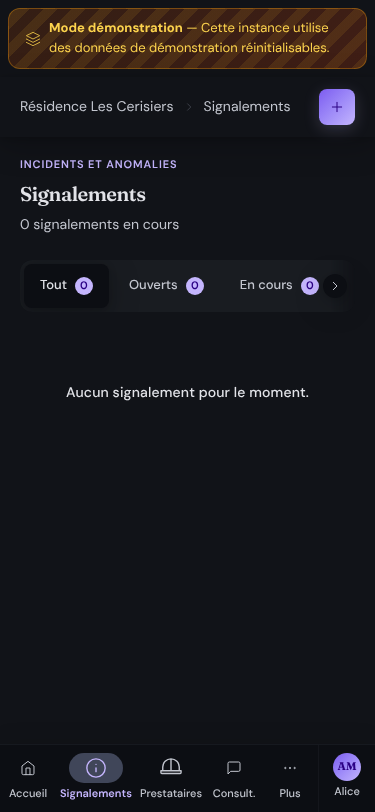 Mode démonstration — Cette instance utilise
des données de démonstration réinitialisables.
Résidence Les Cerisiers › Signalements +
INCIDENTS ET ANOMALIES
Signalements
0 signalements en cours
Tout 0 Ouverts 0 En cours 0
Aucun signalement pour le moment.
AM
Accueil Signalements Prestataires Consult. Plus Alice